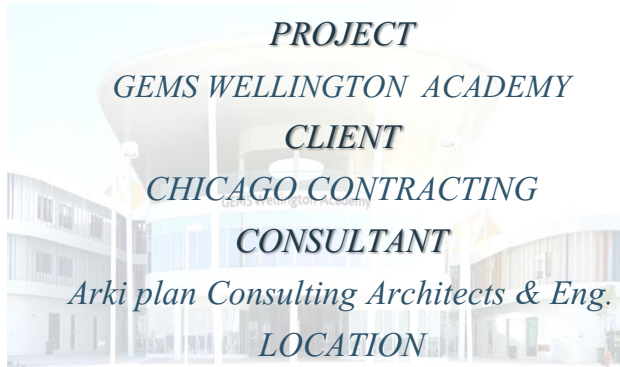 PROJECT
GEMS WELLINGTON ACADEMY
CLIENT
CHICAGO CONTRACTING
GEMS Wellington Academy
CONSULTANT
Arki plan Consulting Architects & Eng.
LOCATION